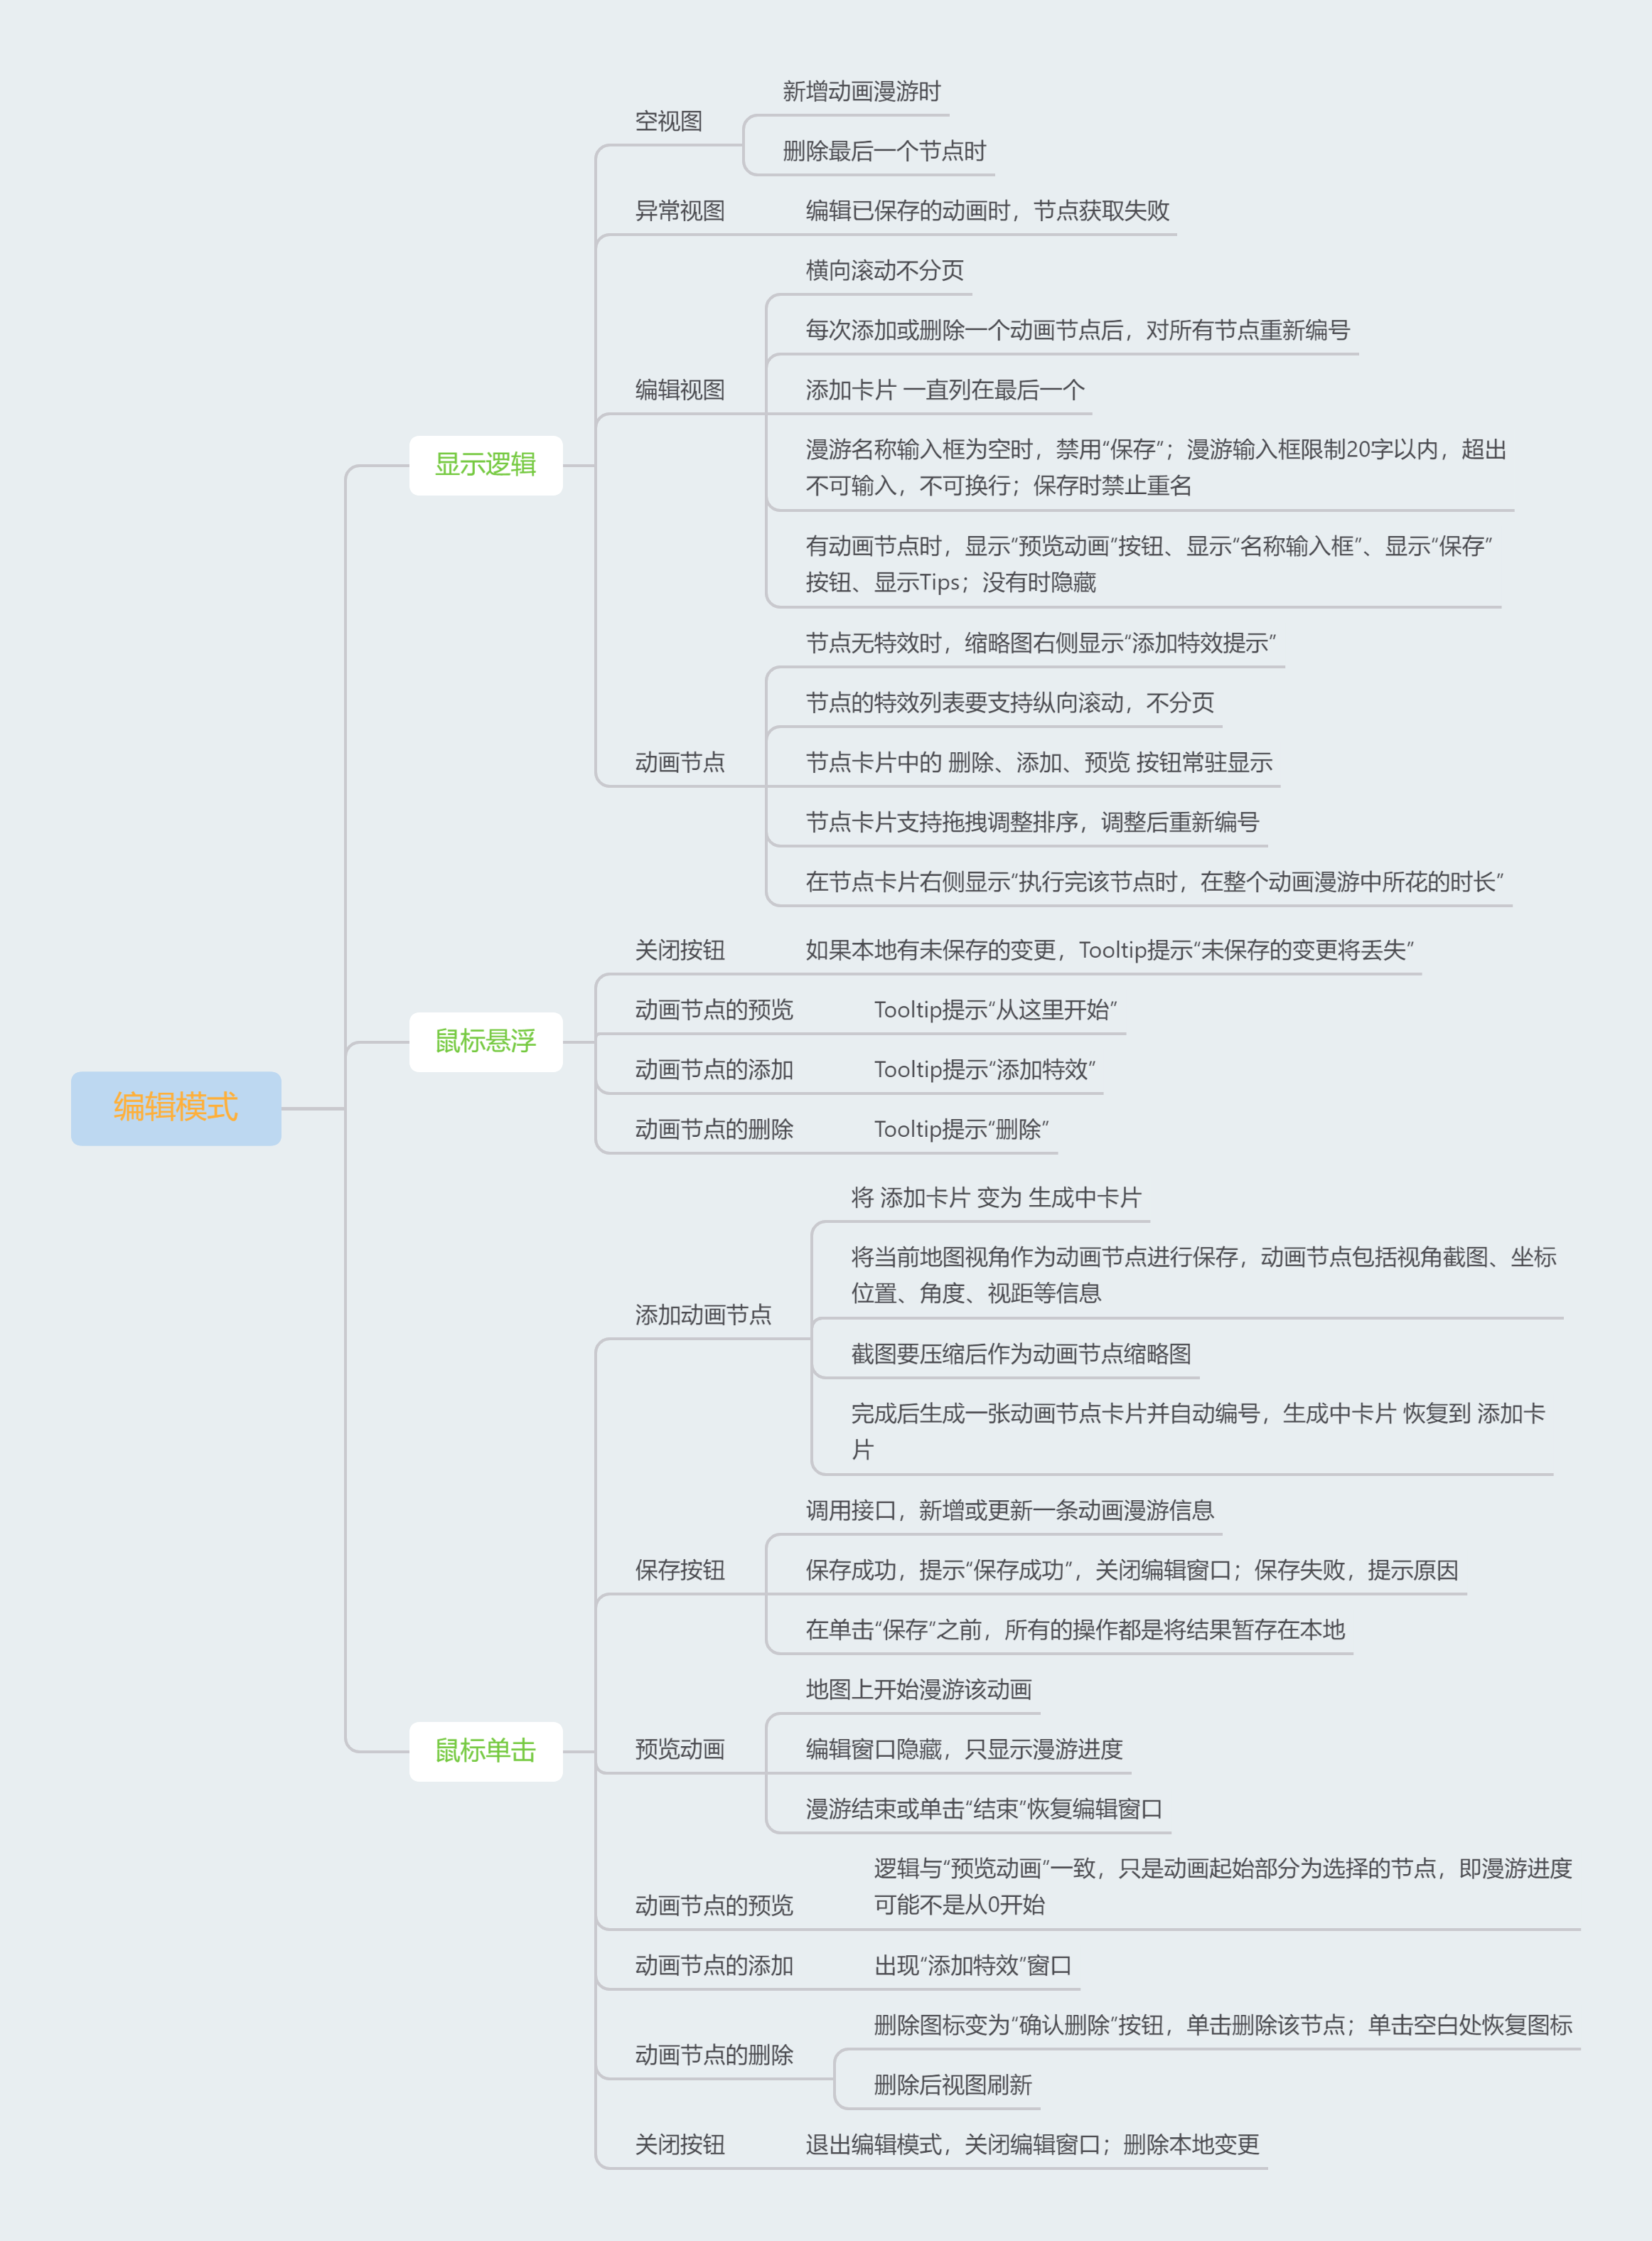 编辑模式
显示逻辑
空视图
新增动画漫游时
删除最后一个节点时
异常视图
编辑已保存的动画时，节点获取失败
编辑视图
横向滚动不分页
每次添加或删除一个动画节点后，对所有节点重新编号
添加卡片 一直列在最后一个
漫游名称输入框为空时，禁用“保存”；漫游输入框限制20字以内，超出
不可输入，不可换行；保存时禁止重名
有动画节点时，显示“预览动画”按钮、显示“名称输入框”、显示“保存”
按钮、显示Tips；没有时隐藏
动画节点
节点无特效时，缩略图右侧显示“添加特效提示”
节点的特效列表要支持纵向滚动，不分页
节点卡片中的 删除、添加、预览 按钮常驻显示
节点卡片支持拖拽调整排序，调整后重新编号
在节点卡片右侧显示“执行完该节点时，在整个动画漫游中所花的时长”
鼠标悬浮
关闭按钮
如果本地有未保存的变更，Tooltip提示“未保存的变更将丢失”
动画节点的预览
Tooltip提示“从这里开始”
动画节点的添加
Tooltip提示“添加特效”
动画节点的删除
Tooltip提示“删除”
鼠标单击
添加动画节点
将 添加卡片 变为 生成中卡片
将当前地图视角作为动画节点进行保存，动画节点包括视角截图、坐标
位置、角度、视距等信息
截图要压缩后作为动画节点缩略图
完成后生成一张动画节点卡片并自动编号，生成中卡片 恢复到 添加卡
片
保存按钮
调用接口，新增或更新一条动画漫游信息
保存成功，提示“保存成功”，关闭编辑窗口；保存失败，提示原因
在单击“保存”之前，所有的操作都是将结果暂存在本地
预览动画
地图上开始漫游该动画
编辑窗口隐藏，只显示漫游进度
漫游结束或单击“结束”恢复编辑窗口
动画节点的预览
逻辑与“预览动画”一致，只是动画起始部分为选择的节点，即漫游进度
可能不是从0开始
动画节点的添加
出现“添加特效”窗口
动画节点的删除
删除图标变为“确认删除”按钮，单击删除该节点；单击空白处恢复图标
删除后视图刷新
关闭按钮
退出编辑模式，关闭编辑窗口；删除本地变更